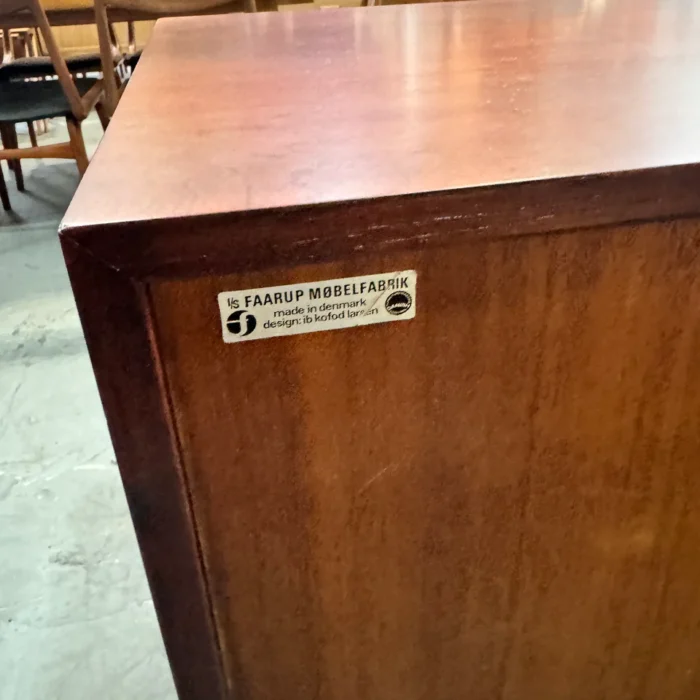 I/S FAARUP MØBELFABRIK
made in denmark
design: ib kofod larsen